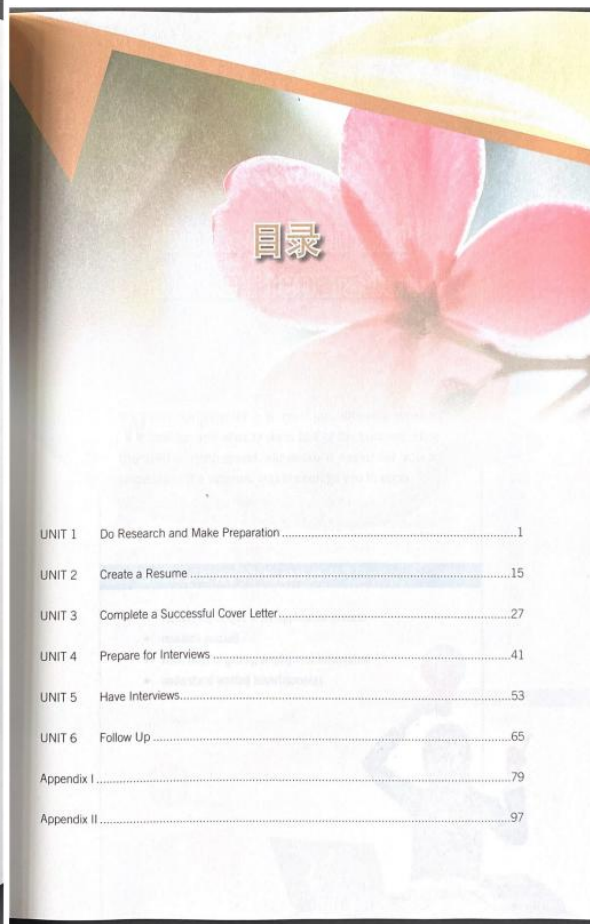 目录
UNIT 1 Do Research and Make Preparation ........ 1
UNIT 2 Create a Resume ........ 15
UNIT 3 Complete a Successful Cover Letter ........ 27
UNIT 4 Prepare for Interviews ........ 41
UNIT 5 Have Interviews ........ 53
UNIT 6 Follow Up ........ 65
Appendix I ........ 79
Appendix II ........ 97